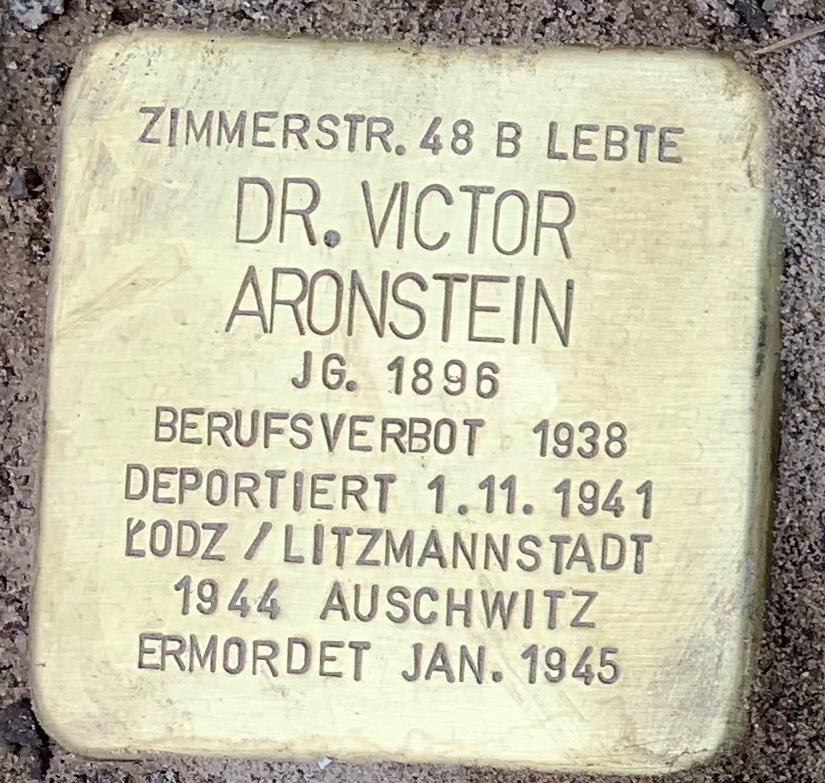 ZIMMERSTR. 48 B LEBTE
DR. VICTOR
ARONSTEIN
JG. 1896
BERUFSVERBOT 1938
DEPORTIERT 1.11.1941
ŁODZ / LITZMANNSTADT
1944 AUSCHWITZ
ERMORDET JAN. 1945